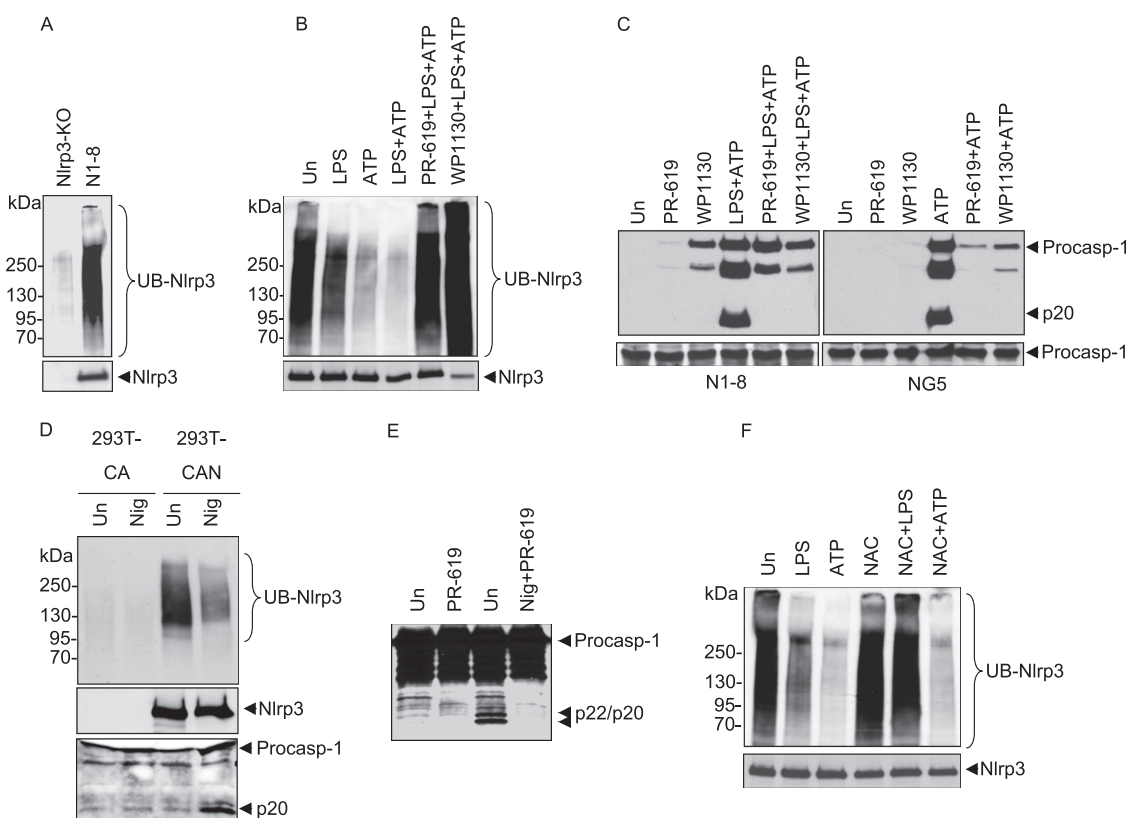 A
Nlrp3-KO
N1-8
kDa
250
130
95
70
UB-Nlrp3
Nlrp3
B
Un
LPS
ATP
LPS+ATP
PR-619+LPS+ATP
WP1130+LPS+ATP
kDa
250
130
95
70
UB-Nlrp3
Nlrp3
C
Un
PR-619
WP1130
LPS+ATP
PR-619+LPS+ATP
WP1130+LPS+ATP
Un
PR-619
WP1130
ATP
PR-619+ATP
WP1130+ATP
Procasp-1
p20
Procasp-1
N1-8
NG5
D
293T-CA
293T-CAN
Un
Nig
Un
Nig
kDa
250
130
95
70
UB-Nlrp3
Nlrp3
Procasp-1
p20
E
Un
PR-619
Un
Nig+PR-619
Procasp-1
p22/p20
F
Un
LPS
ATP
NAC
NAC+LPS
NAC+ATP
kDa
250
130
95
70
UB-Nlrp3
Nlrp3